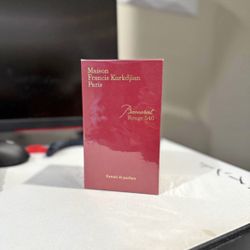 Maison
Francis Kurkdjian
Paris
Baccarat
Rouge 540
Extrait de parfum